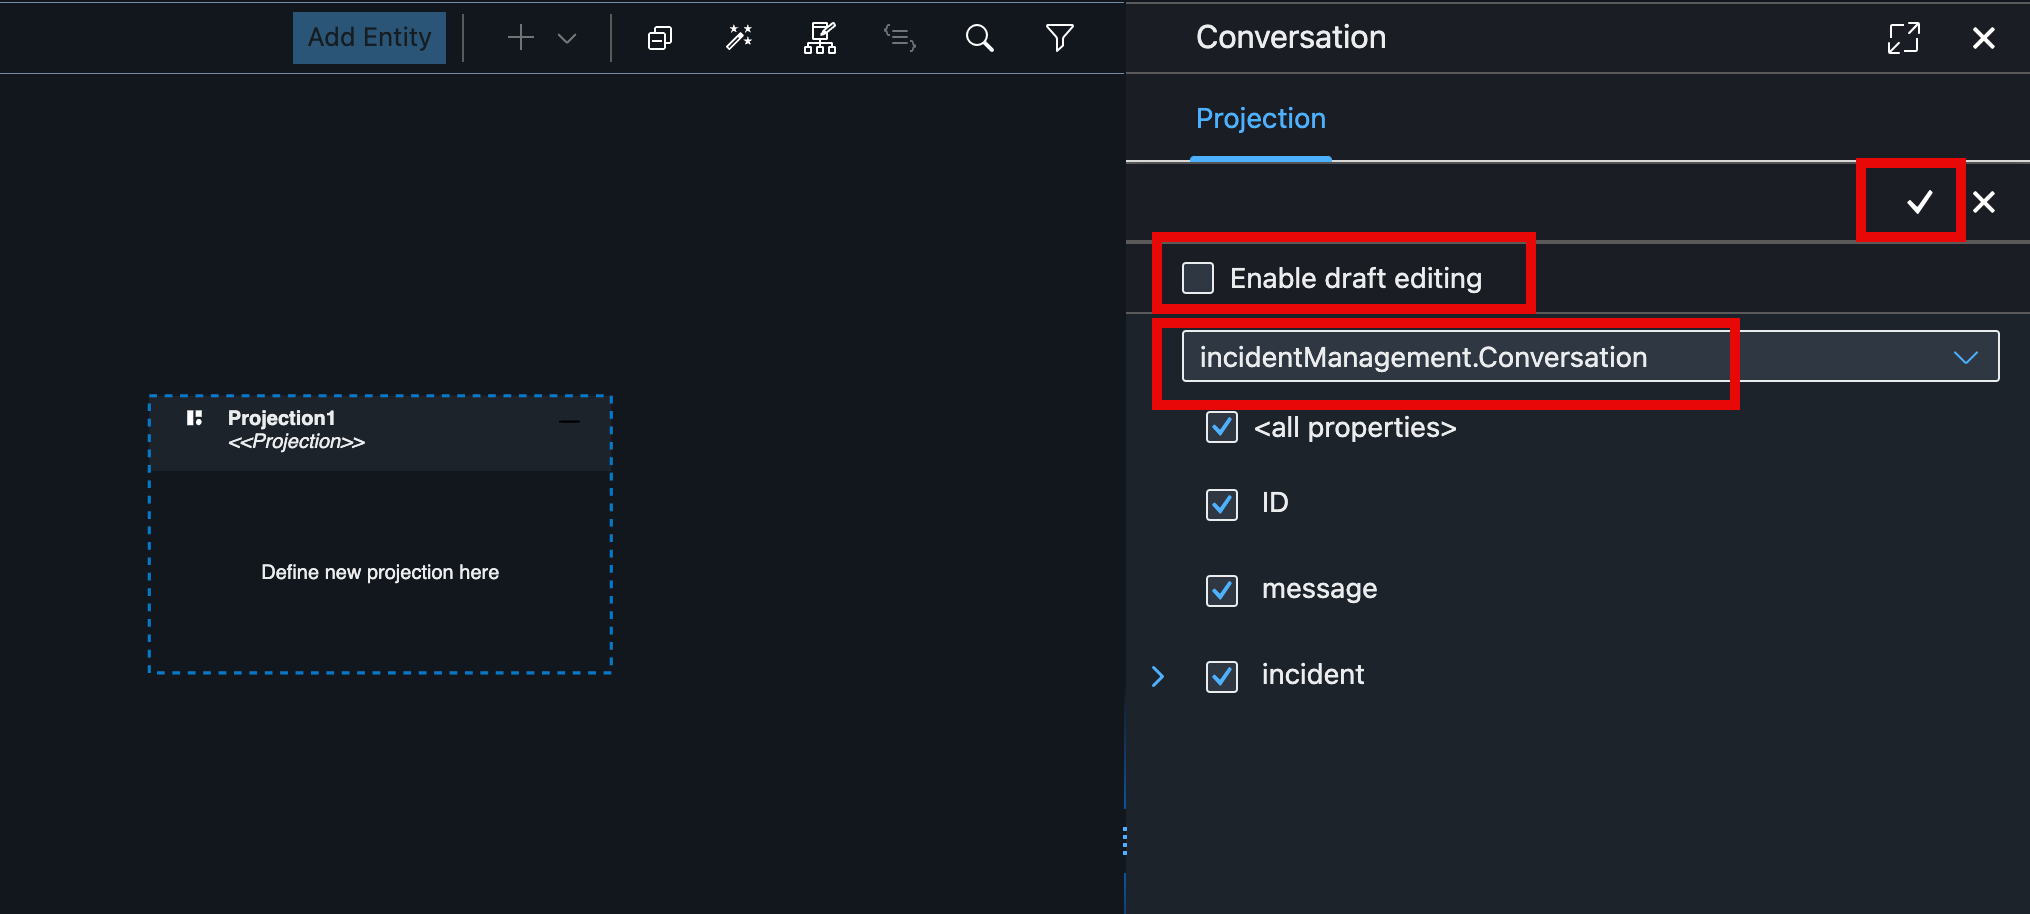 Add Entity
Conversation
Projection
Enable draft editing
incidentManagement.Conversation
<all properties>
ID
message
incident
Projection1
<<Projection>>
Define new projection here